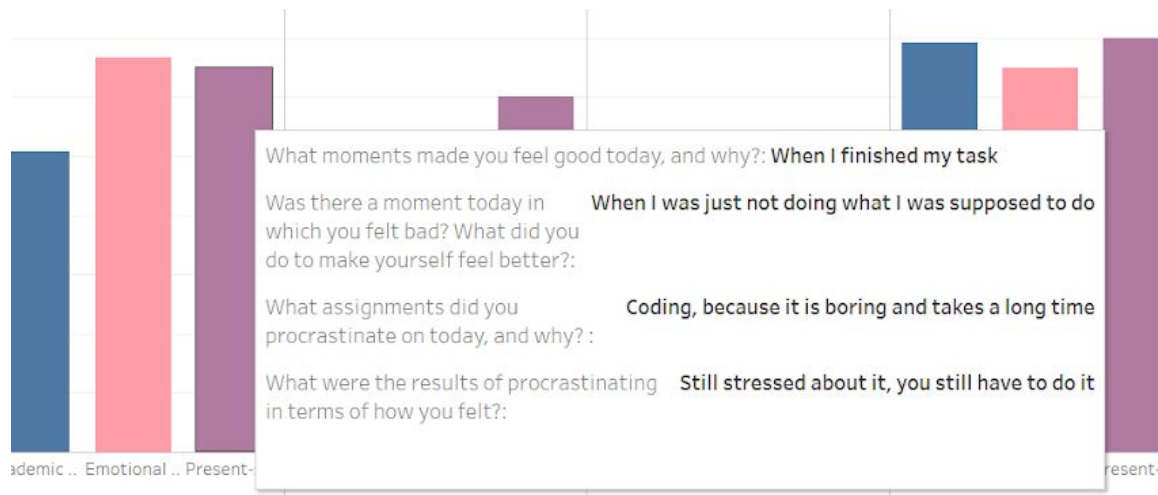 What moments made you feel good today, and why?: When I finished my task
Was there a moment today in When I was just not doing what I was supposed to do
which you felt bad? What did you
do to make yourself feel better?:
What assignments did you Coding, because it is boring and takes a long time
procrastinate on today, and why? :
What were the results of procrastinating Still stressed about it, you still have to do it
in terms of how you felt?:
ademic .. Emotional .. Present- resent-